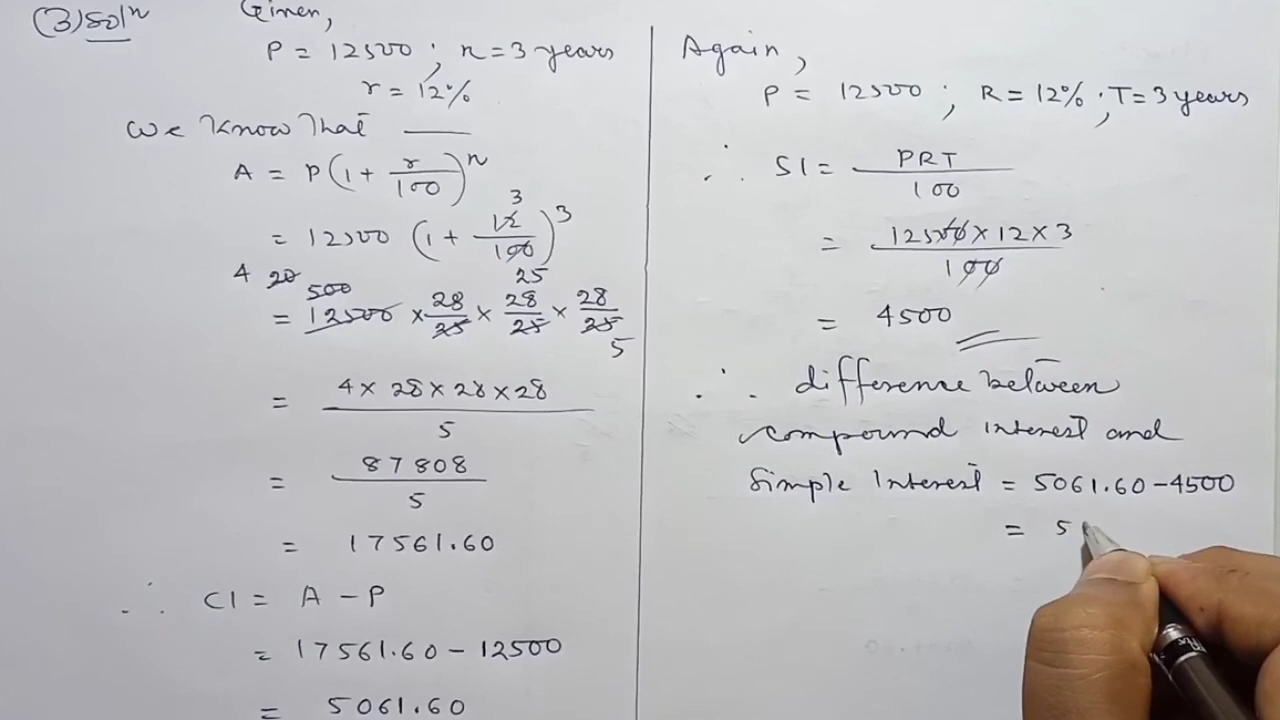 (3) Solⁿ Given,
P = 12500 ; n = 3 years
r = 12%
We Know That
A = P(1 + r/100)ⁿ
3
= 12500 (1 + 12/100)³
4 20 25
500
= 12500 × 28/25 × 28/25 × 28/25
5
= 4 × 28 × 28 × 28 / 5
= 87808 / 5
= 17561.60
∴ CI = A - P
= 17561.60 - 12500
= 5061.60
Again,
P = 12500 ; R = 12% ; T = 3 years
∴ SI = PRT / 100
= 12500 × 12 × 3 / 100
= 4500
∴ difference between
compound interest and
Simple Interest = 5061.60 - 4500
= 5